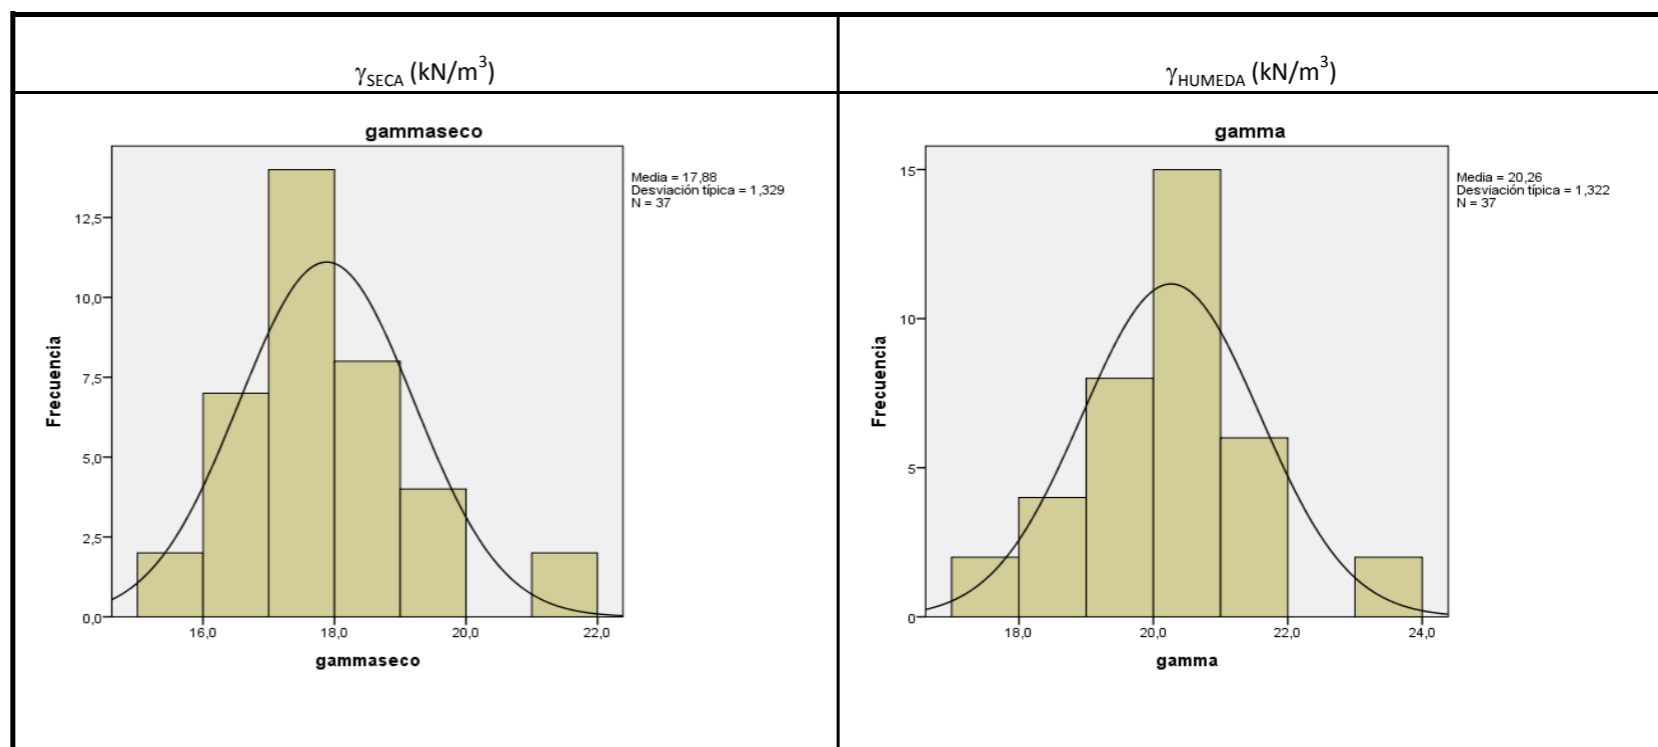 γSECA (kN/m³)
γHUMEDA (kN/m³)
gammaseco
Media = 17,88
Desviación típica = 1,329
N = 37
Frecuencia
12,5
10,0
7,5
5,0
2,5
0,0
16,0 18,0 20,0 22,0
gammaseco
gamma
Media = 20,26
Desviación típica = 1,322
N = 37
Frecuencia
15
10
5
0
18,0 20,0 22,0 24,0
gamma